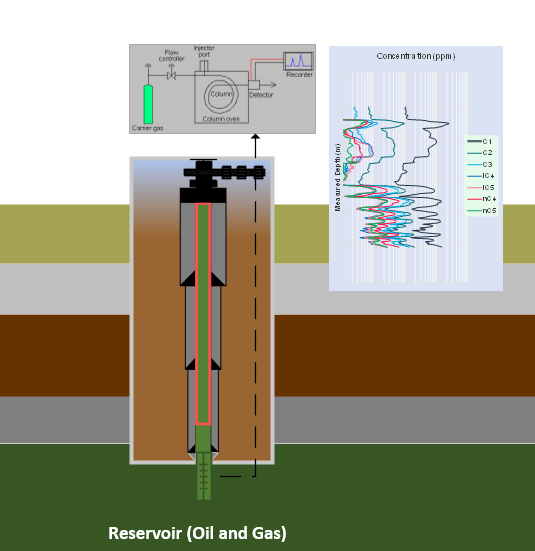 Injector
port
Flow
controller
Recorder
Column
Detector
Column oven
Carrier gas
Concentration (ppm)
Measured Depth (m)
C1
C2
C3
IC4
IC5
nC4
nC5
Reservoir (Oil and Gas)